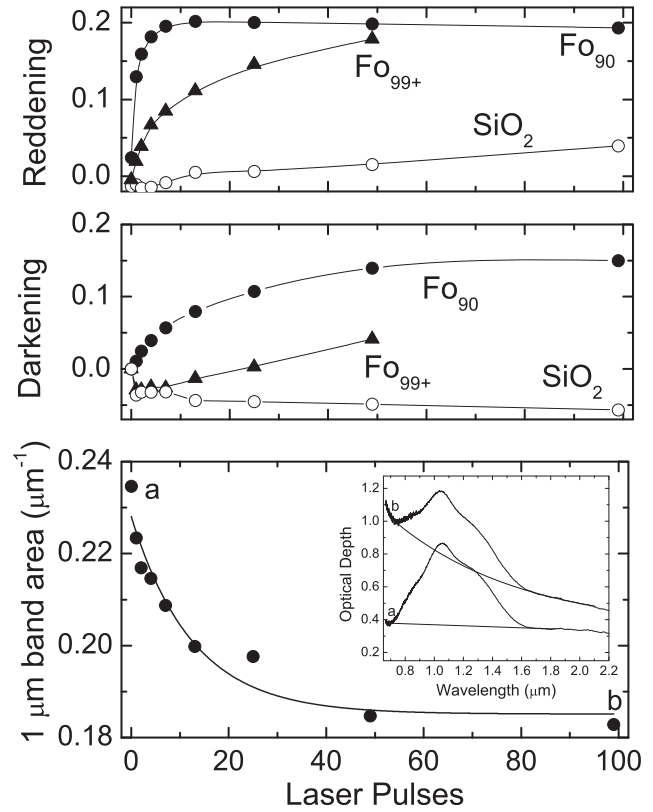 0.2
0.1
0.0
Reddening
Fo90
Fo99+
SiO2
0.2
0.1
0.0
Darkening
Fo90
Fo99+
SiO2
0.24
0.22
0.20
0.18
1 μm band area (μm-1)
a
b
1.2
1.0
0.8
0.6
0.4
0.2
Optical Depth
b
a
0.8 1.0 1.2 1.4 1.6 1.8 2.0 2.2
Wavelength (μm)
0 20 40 60 80 100
Laser Pulses